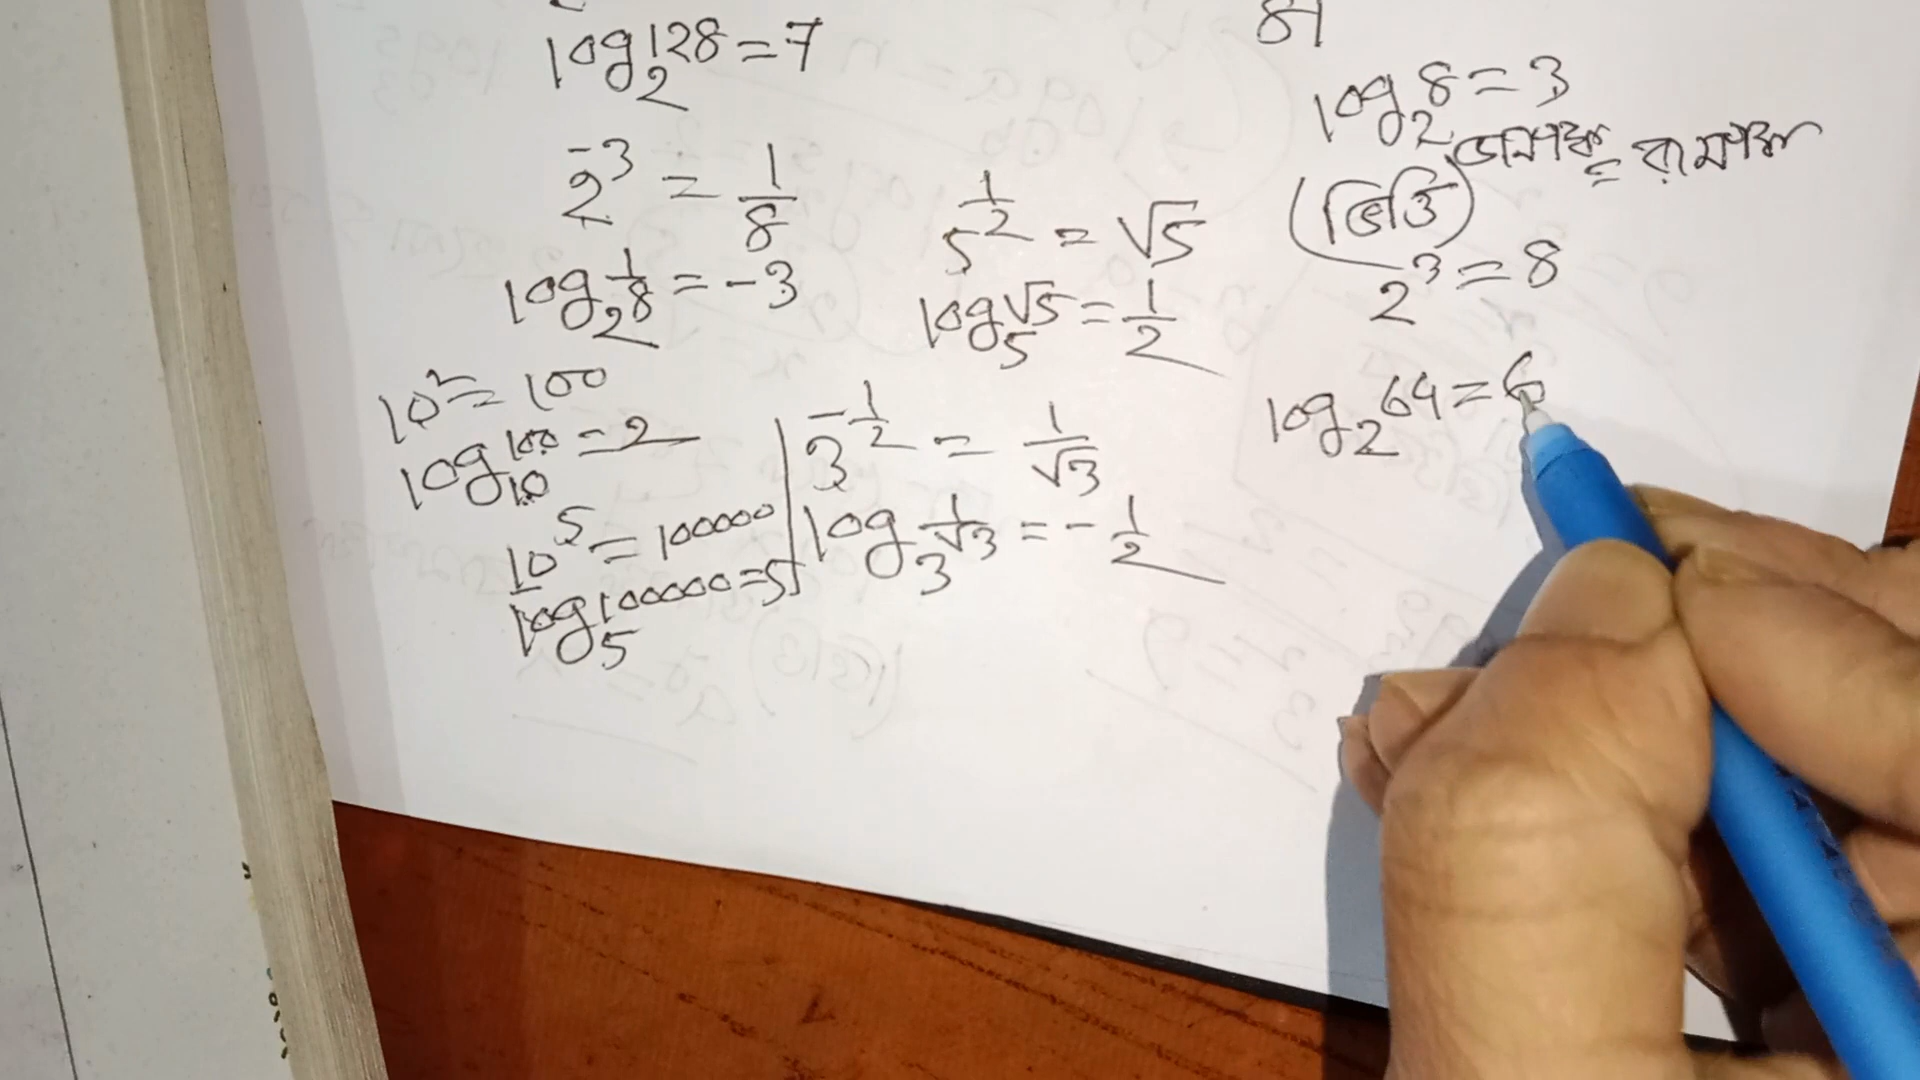 log₂128 = 7
2⁻³ = 1/8
log₂ 1/8 = -3
10² = 100
log₁₀100 = 2
10⁵ = 100000
log₅100000 = 5
5^(1/2) = √5
log₅√5 = 1/2
3^(-1/2) = 1/√3
log₃ 1/√3 = -1/2
log₂8 = 3
(ভিত্তি) ডানপক্ষ = বামপক্ষ
2³ = 8
log₂64 = 6